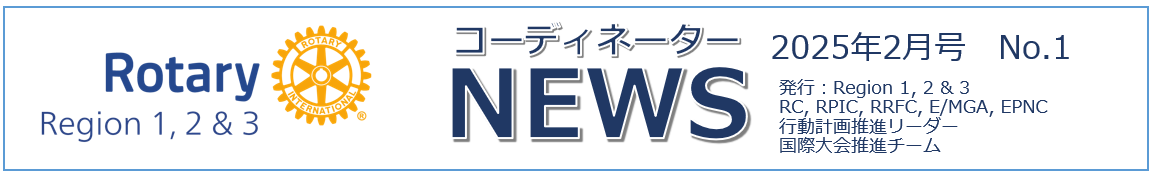 Rotary
Region 1, 2 & 3
ROTARY
INTERNATIONAL
®
コーディネーター
NEWS
2025年2月号　No.1
発行：Region 1, 2 & 3
RC, RPIC, RRFC, E/MGA, EPNC
行動計画推進リーダー
国際大会推進チーム